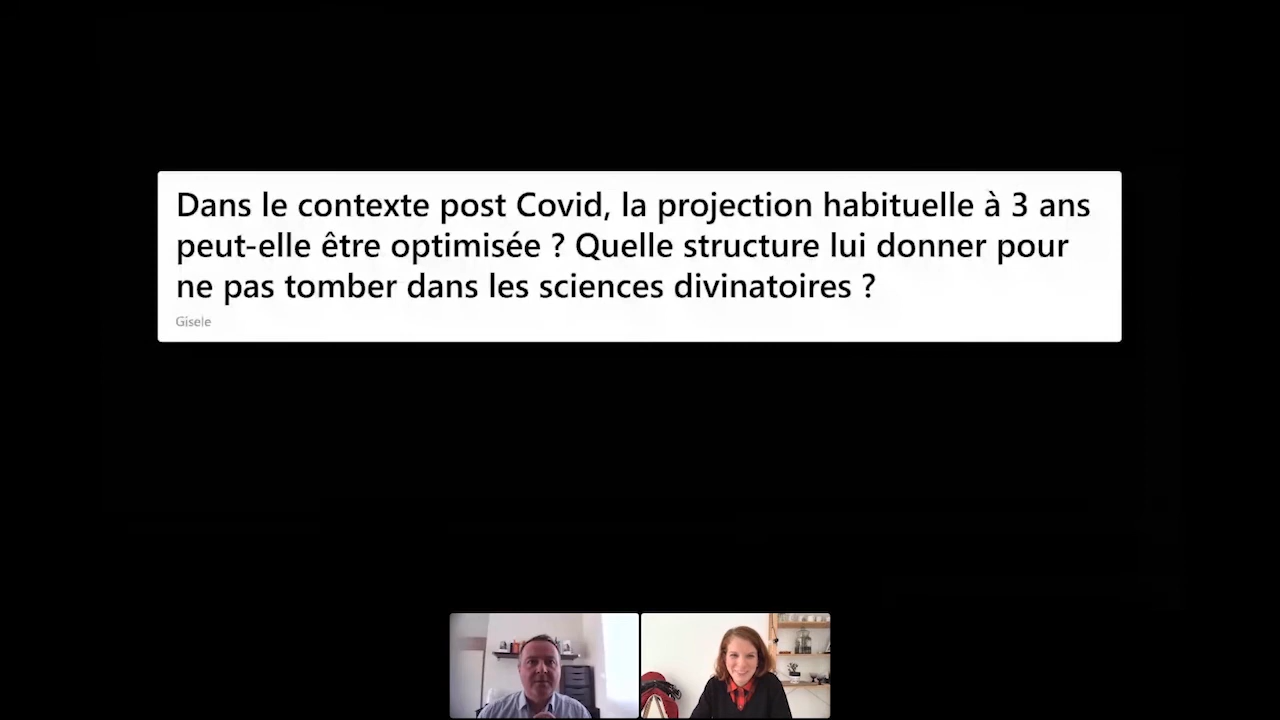 Dans le contexte post Covid, la projection habituelle à 3 ans
peut-elle être optimisée ? Quelle structure lui donner pour
ne pas tomber dans les sciences divinatoires ?
Gisele